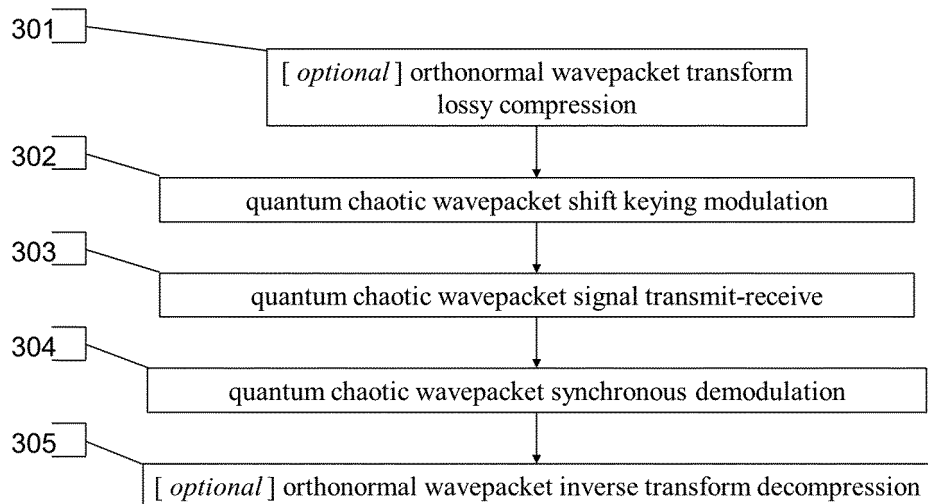 301
[ optional ] orthonormal wavepacket transform
lossy compression
302
quantum chaotic wavepacket shift keying modulation
303
quantum chaotic wavepacket signal transmit-receive
304
quantum chaotic wavepacket synchronous demodulation
305
[ optional ] orthonormal wavepacket inverse transform decompression